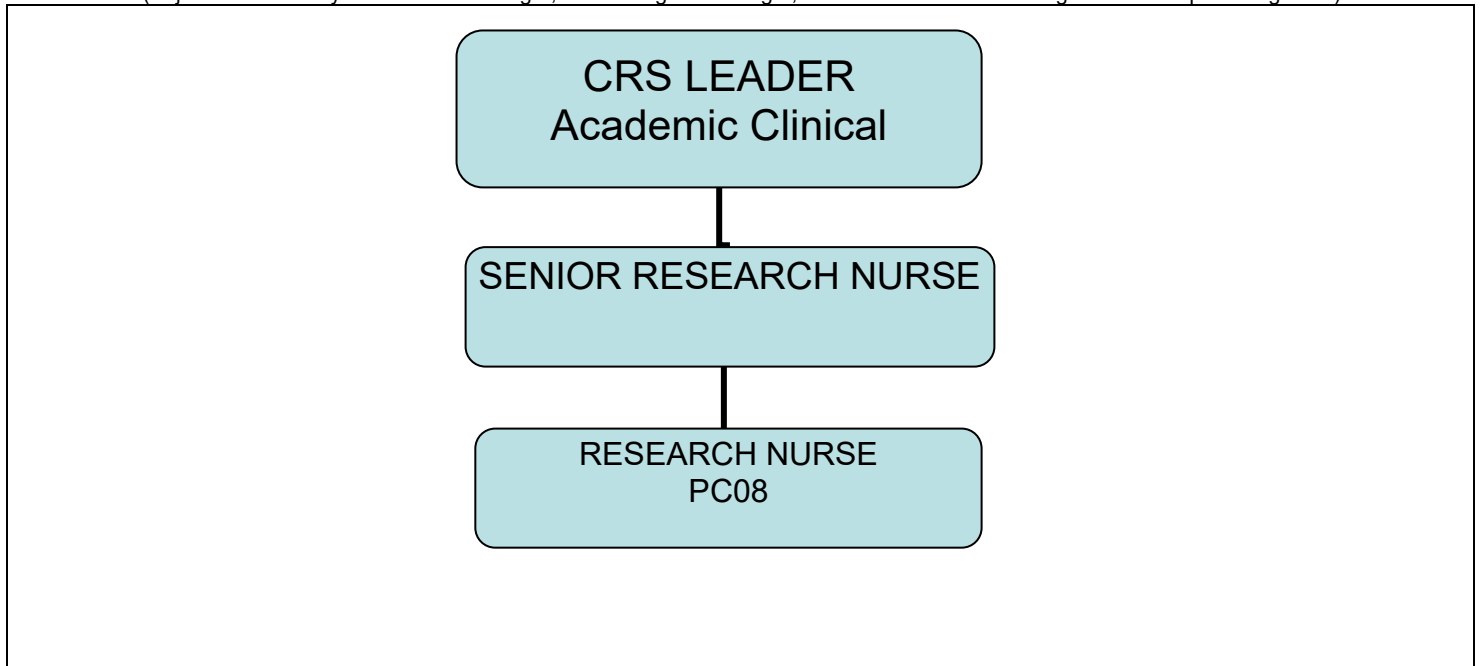 CRS LEADER
Academic Clinical
SENIOR RESEARCH NURSE
RESEARCH NURSE
PC08